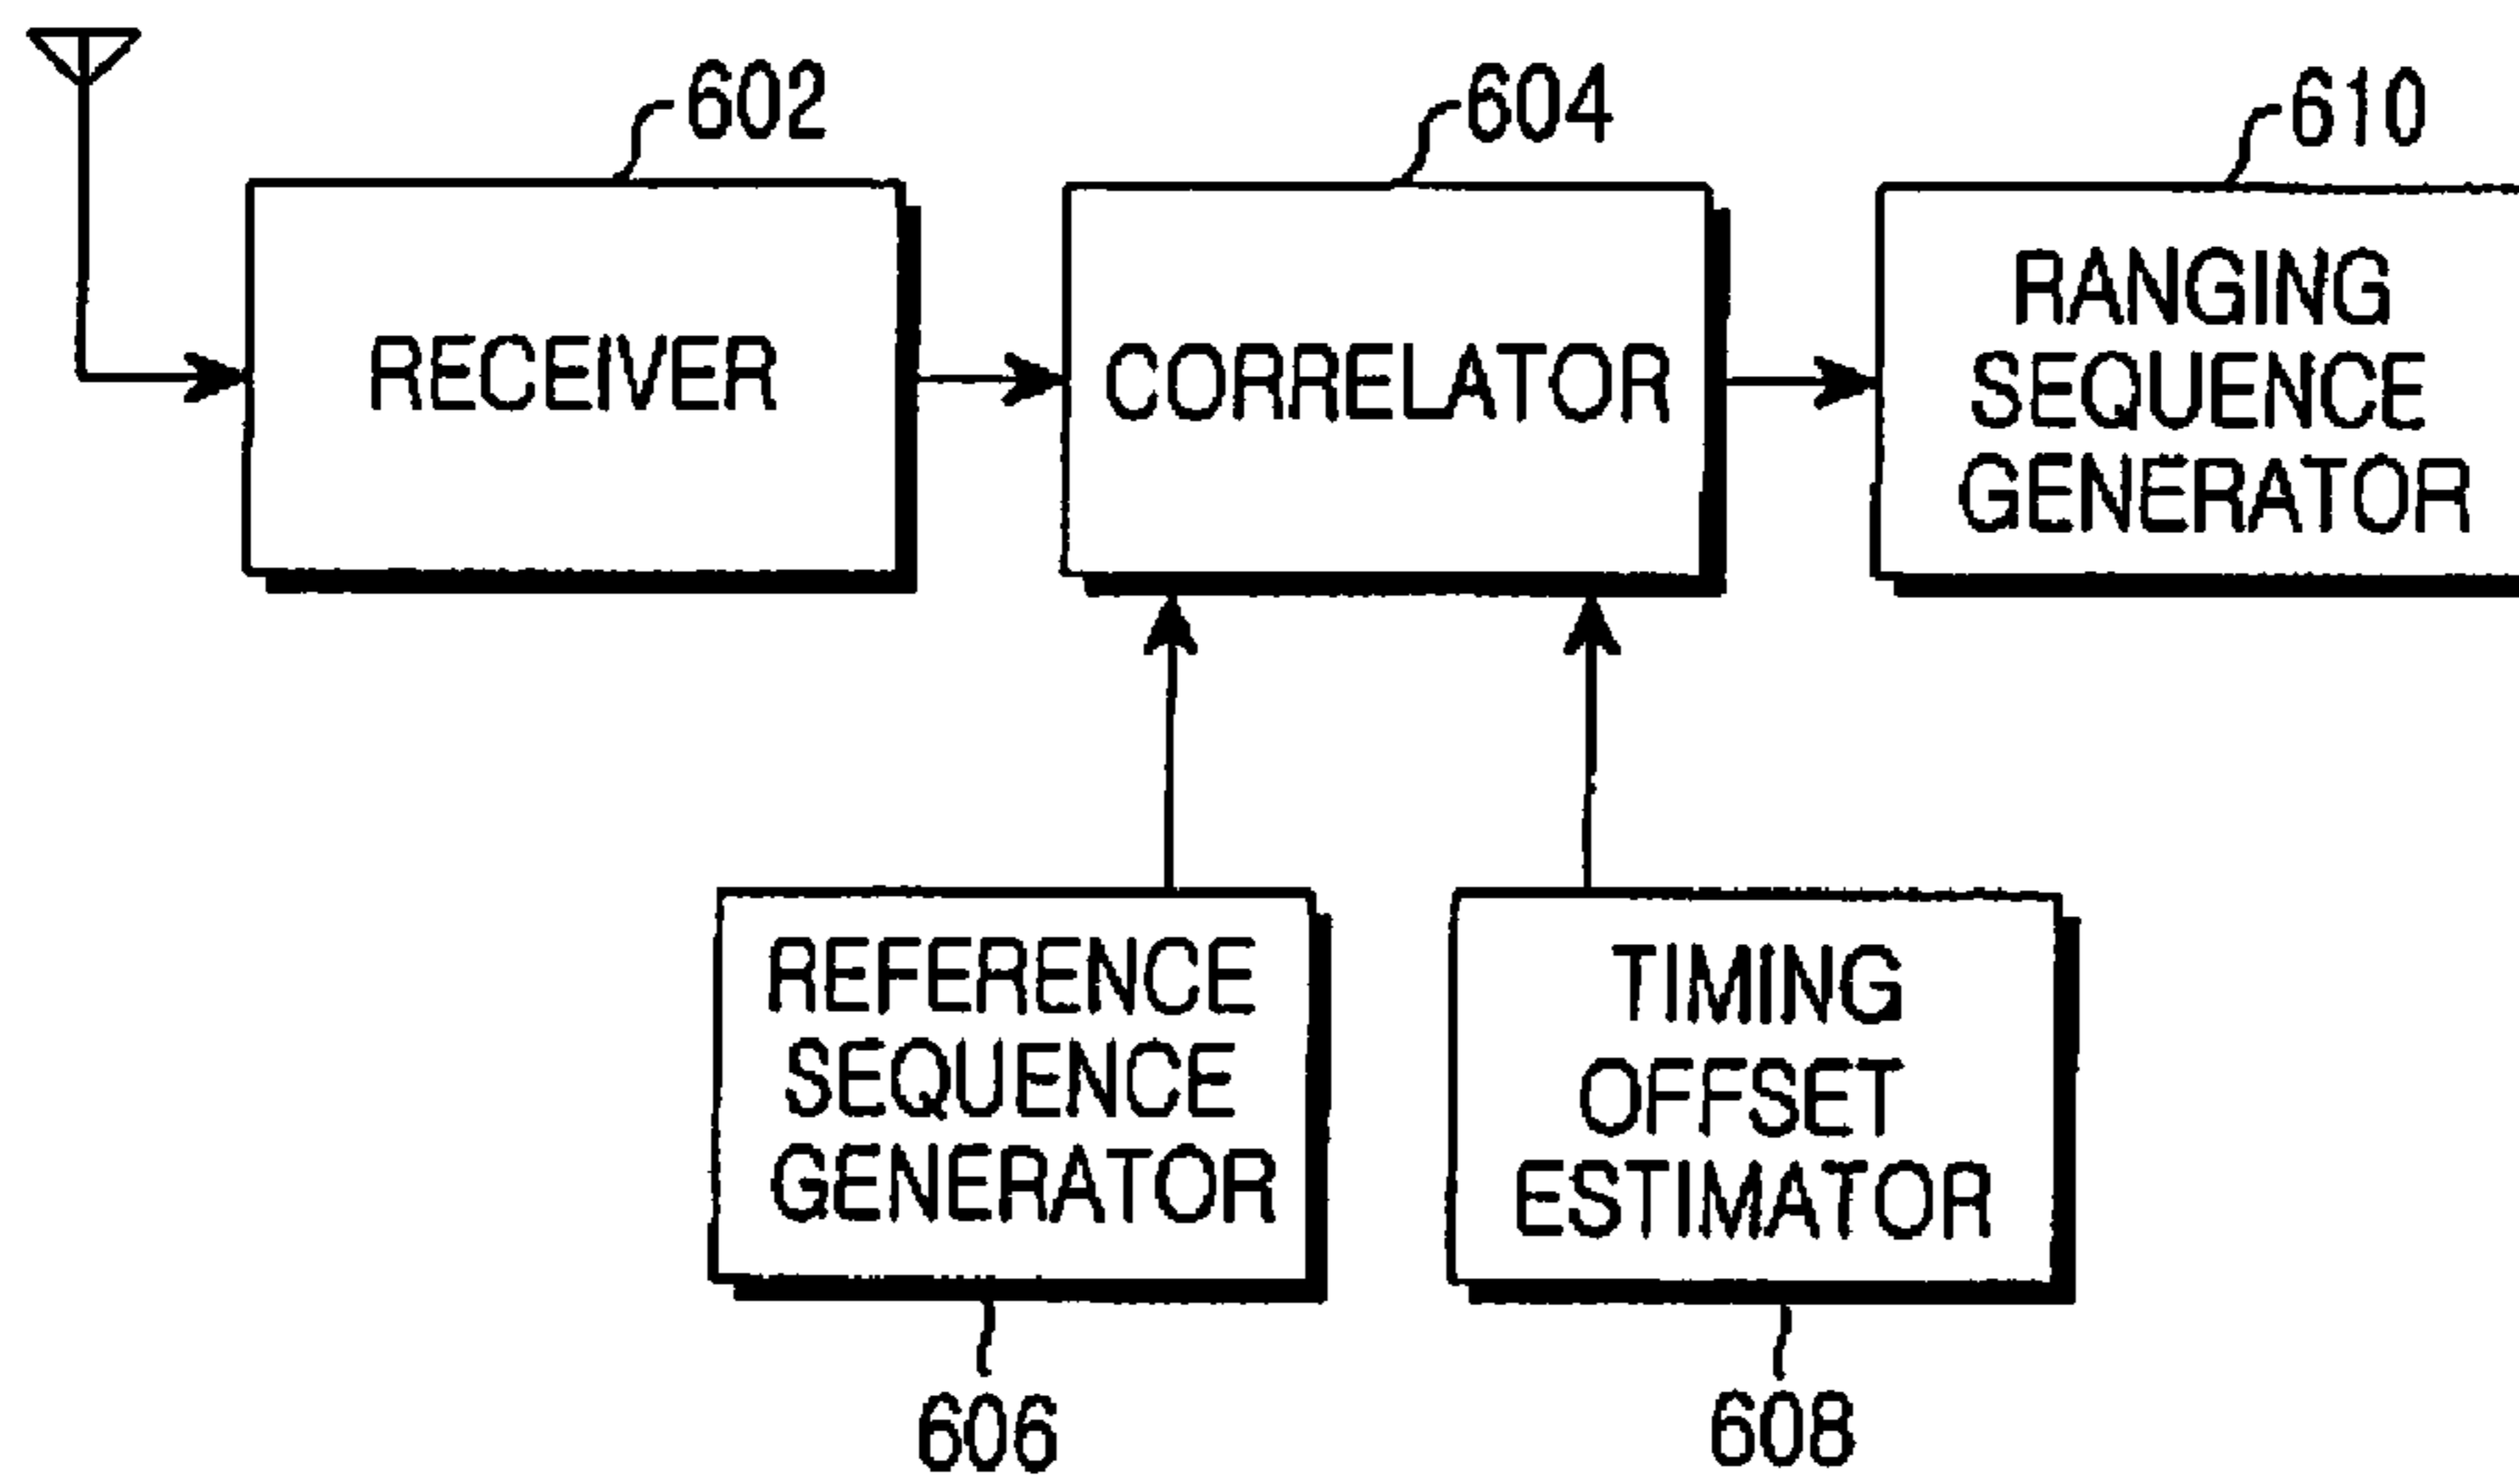 602
604
610
RECEIVER
CORRELATOR
RANGING
SEQUENCE
GENERATOR
REFERENCE
SEQUENCE
GENERATOR
TIMING
OFFSET
ESTIMATOR
606
608